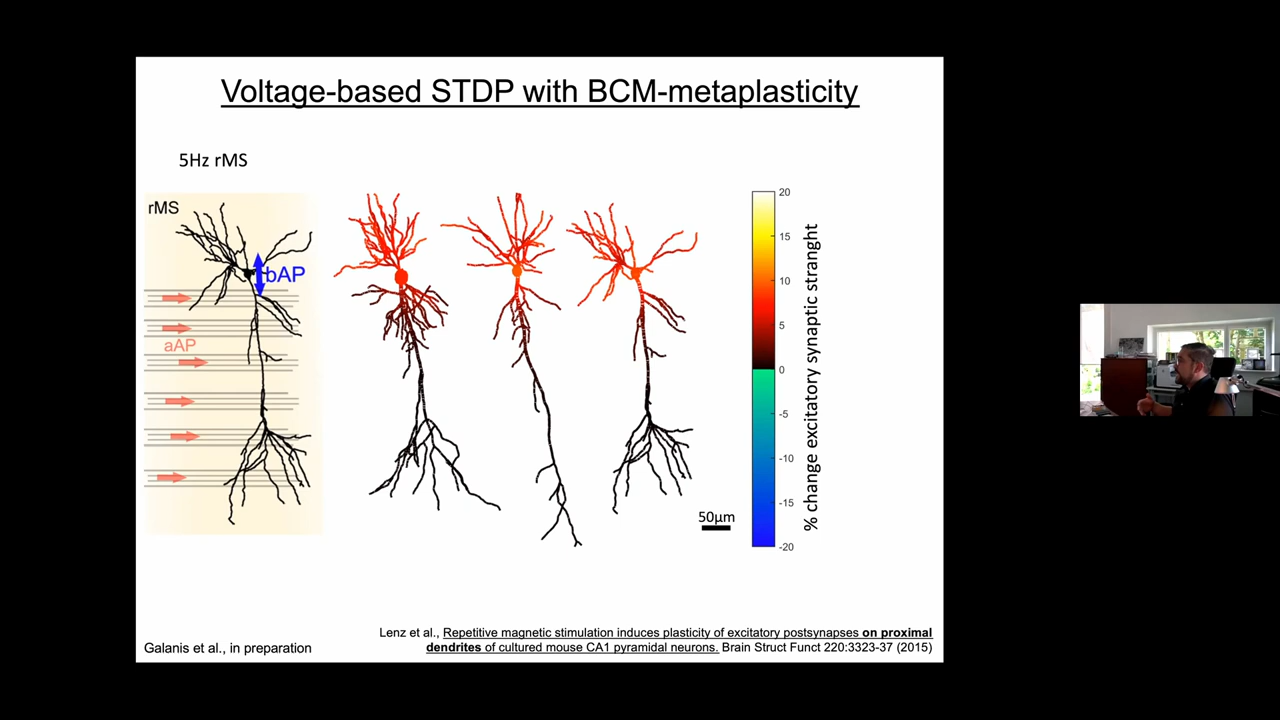 Voltage-based STDP with BCM-metaplasticity
5Hz rMS
rMS
bAP
aAP
50µm
20
15
10
5
0
-5
-10
-15
-20
% change excitatory synaptic stranght
Lenz et al., Repetitive magnetic stimulation induces plasticity of excitatory postsynapses on proximal
dendrites of cultured mouse CA1 pyramidal neurons. Brain Struct Funct 220:3323-37 (2015)
Galanis et al., in preparation